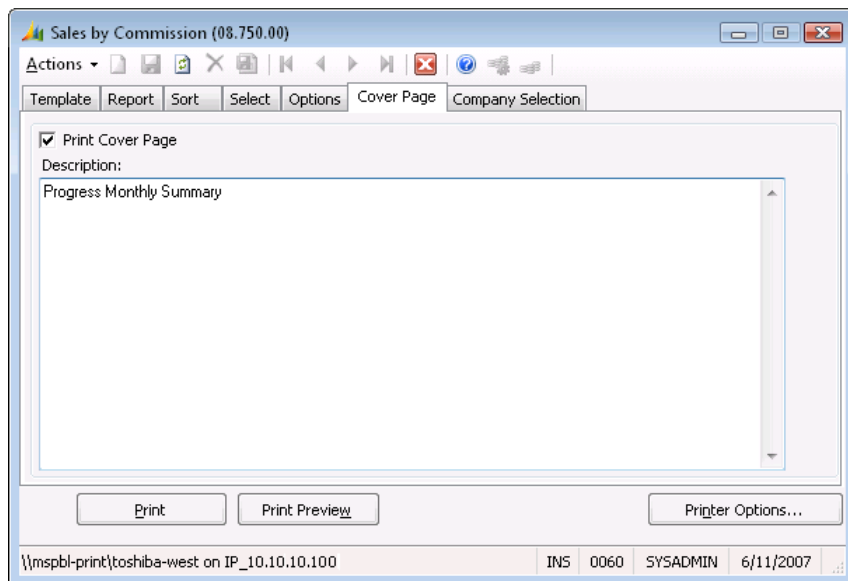 Sales by Commission (08.750.00)
Actions
Template Report Sort Select Options Cover Page Company Selection
Print Cover Page
Description:
Progress Monthly Summary
Print Print Preview Printer Options...
\\mspbl-print\toshiba-west on IP_10.10.10.100 INS 0060 SYSADMIN 6/11/2007